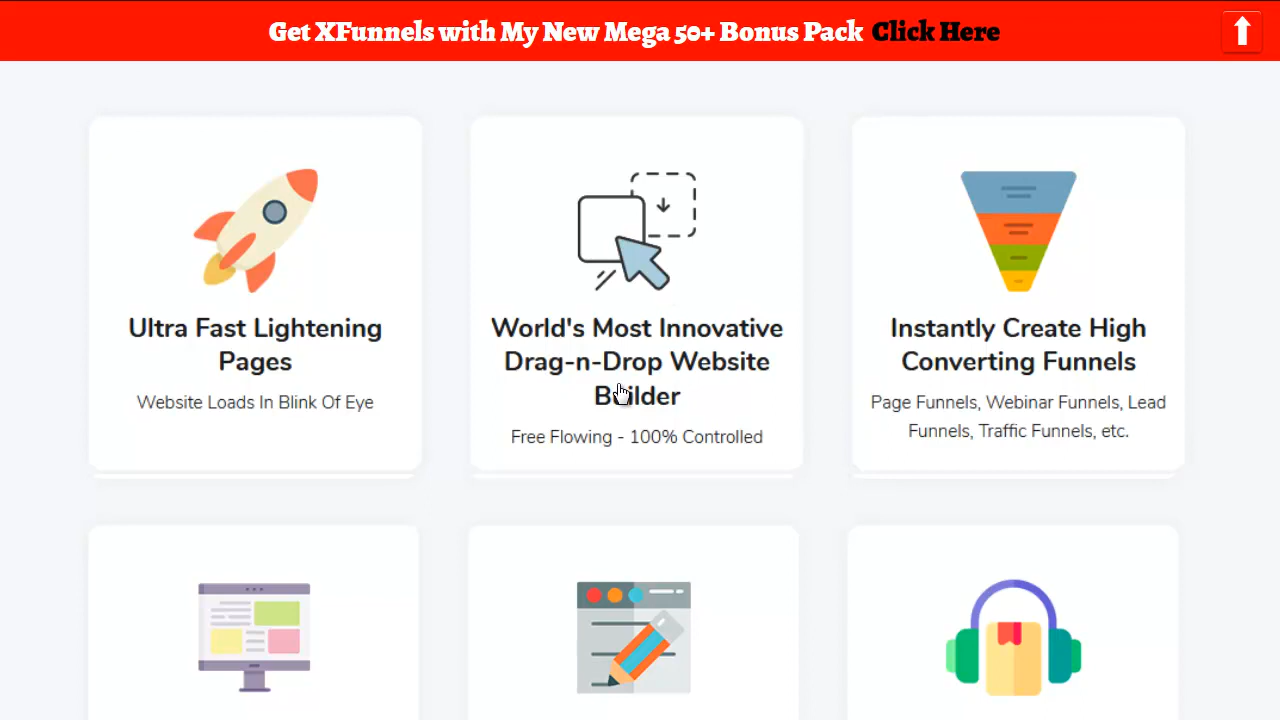 Get XFunnels with My New Mega 50+ Bonus Pack Click Here
Ultra Fast Lightening
Pages
Website Loads In Blink Of Eye
World's Most Innovative
Drag-n-Drop Website
Builder
Free Flowing - 100% Controlled
Instantly Create High
Converting Funnels
Page Funnels, Webinar Funnels, Lead
Funnels, Traffic Funnels, etc.